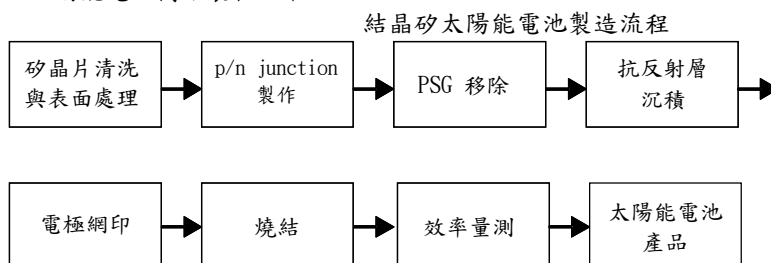 結晶矽太陽能電池製造流程
矽晶片清洗
與表面處理
p/n junction
製作
PSG 移除
抗反射層
沉積
電極網印
燒結
效率量測
太陽能電池
產品